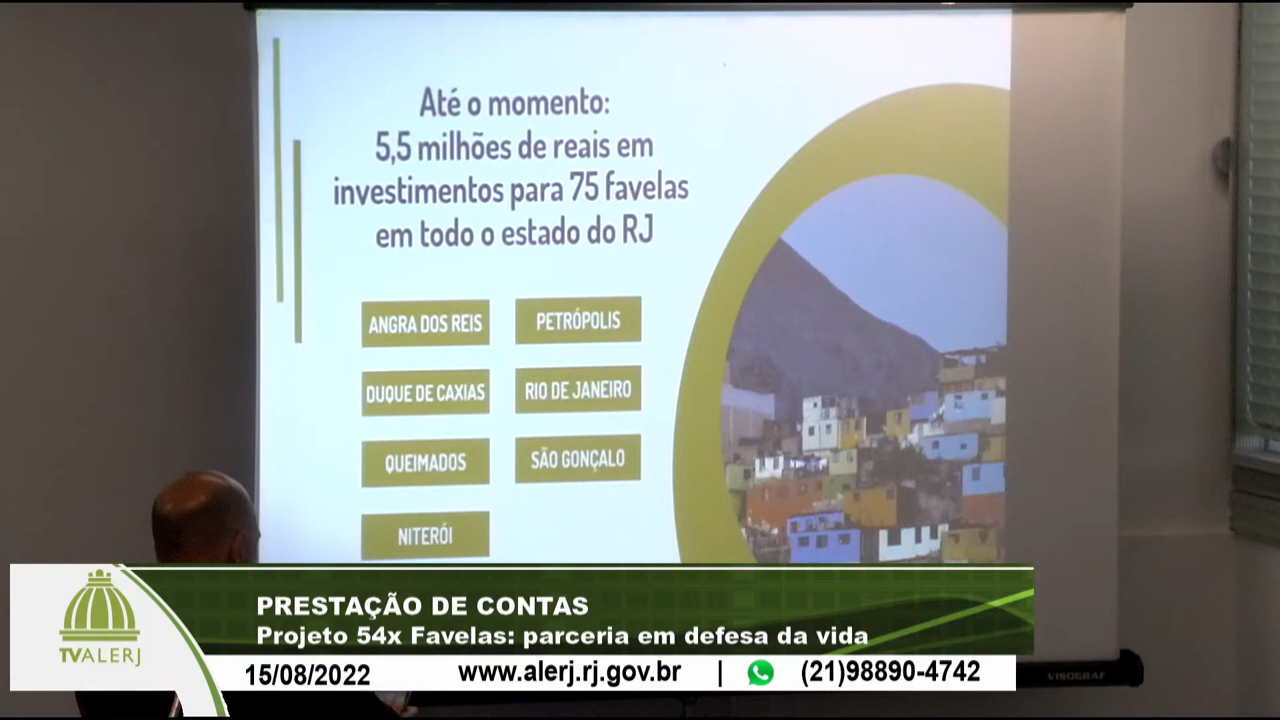 Até o momento:
5,5 milhões de reais em
investimentos para 75 favelas
em todo o estado do RJ
ANGRA DOS REIS
PETRÓPOLIS
DUQUE DE CAXIAS
RIO DE JANEIRO
QUEIMADOS
SÃO GONÇALO
NITERÓI
PRESTAÇÃO DE CONTAS
Projeto 54x Favelas: parceria em defesa da vida
TVALERJ
15/08/2022
www.alerj.rj.gov.br | (21)98890-4742
VISOGRAF